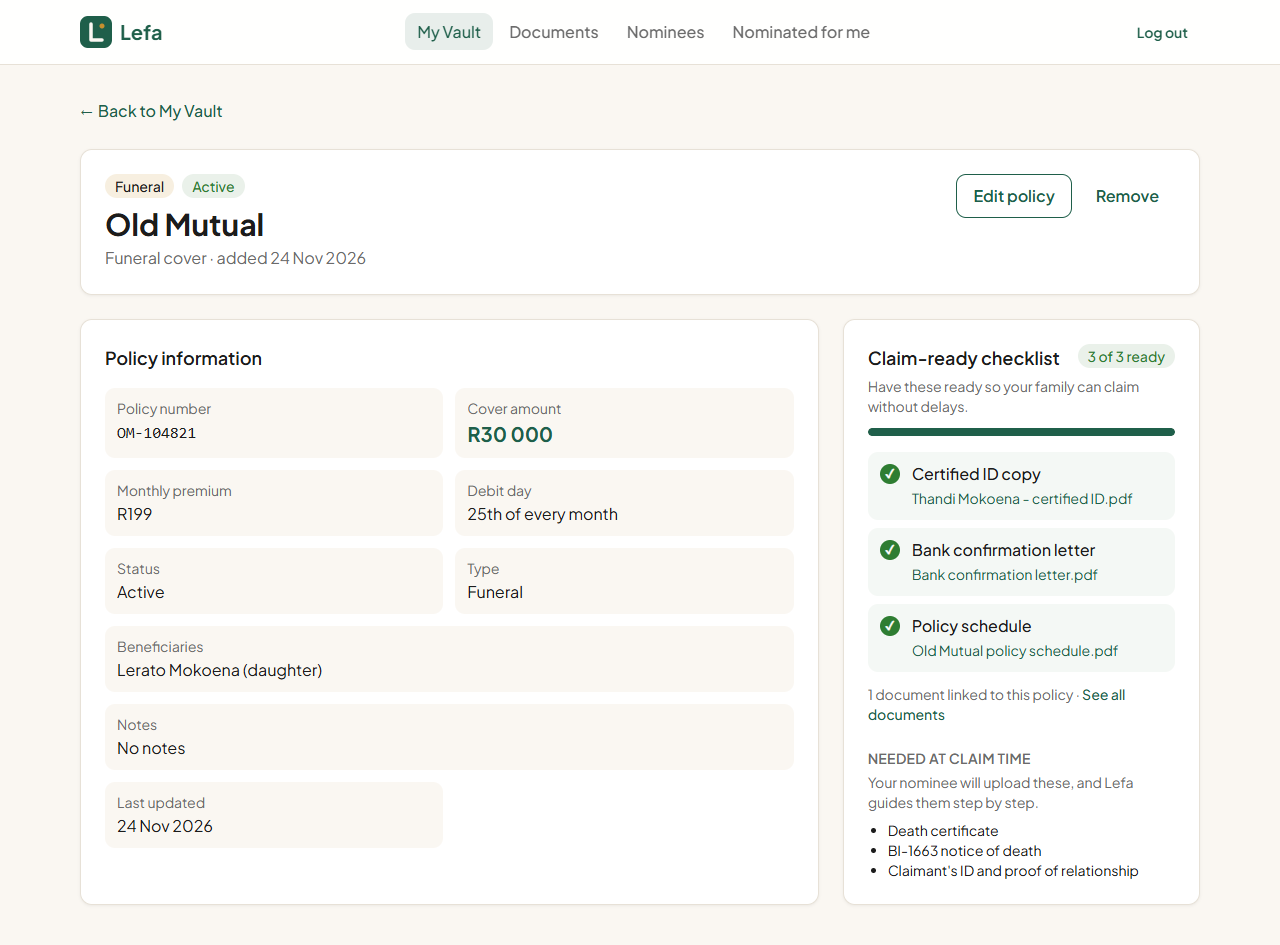 Lefa
My Vault
Documents
Nominees
Nominated for me
Log out
← Back to My Vault
Funeral
Active
Old Mutual
Funeral cover · added 24 Nov 2026
Edit policy
Remove
Policy information
Policy number
OM-104821
Cover amount
R30 000
Monthly premium
R199
Debit day
25th of every month
Status
Active
Type
Funeral
Beneficiaries
Lerato Mokoena (daughter)
Notes
No notes
Last updated
24 Nov 2026
Claim-ready checklist
3 of 3 ready
Have these ready so your family can claim
without delays.
Certified ID copy
Thandi Mokoena - certified ID.pdf
Bank confirmation letter
Bank confirmation letter.pdf
Policy schedule
Old Mutual policy schedule.pdf
1 document linked to this policy · See all
documents
NEEDED AT CLAIM TIME
Your nominee will upload these, and Lefa
guides them step by step.
• Death certificate
• BI-1663 notice of death
• Claimant's ID and proof of relationship